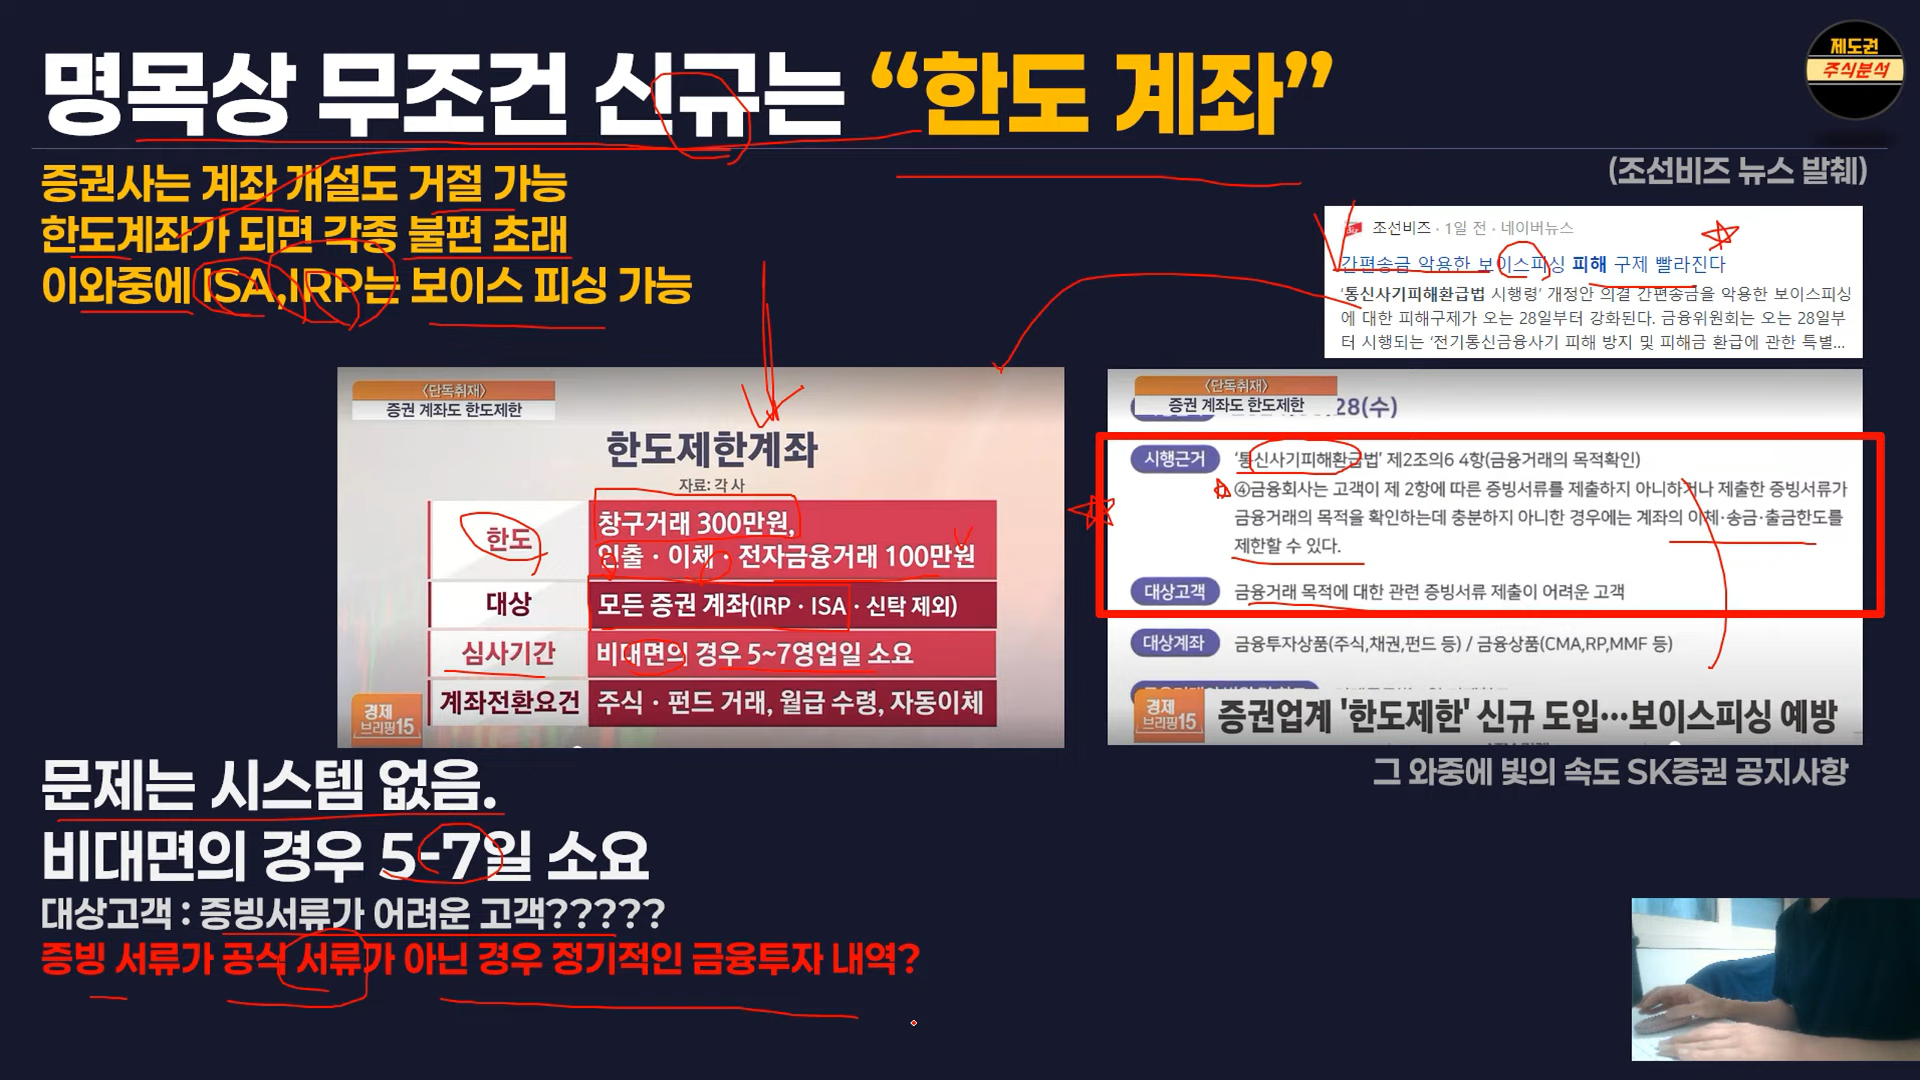 명목상 무조건 신규는 “한도 계좌”
제도권
주식분석
증권사는 계좌 개설도 거절 가능
한도계좌가 되면 각종 불편 초래
이와중에 ISA,IRP는 보이스 피싱 가능
(조선비즈 뉴스 발췌)
조선비즈 · 1일 전 · 네이버뉴스
간편송금 악용한 보이스피싱 피해 구제 빨라진다
‘통신사기피해환급법 시행령’ 개정안 의결 간편송금을 악용한 보이스피싱
에 대한 피해구제가 오는 28일부터 강화된다. 금융위원회는 오는 28일부
터 시행되는 ‘전기통신금융사기 피해 방지 및 피해금 환급에 관한 특별...
<단독취재>
증권 계좌도 한도제한
한도제한계좌
자료: 각 사
한도
창구거래 300만원,
인출 · 이체 · 전자금융거래 100만원
대상
모든 증권 계좌(IRP · ISA · 신탁 제외)
심사기간
비대면의 경우 5~7영업일 소요
계좌전환요건
주식 · 펀드 거래, 월급 수령, 자동이체
경제
브리핑15
<단독취재>
증권 계좌도 한도제한
28(수)
시행근거
‘통신사기피해환급법’ 제2조의6 4항(금융거래의 목적확인)
④금융회사는 고객이 제 2항에 따른 증빙서류를 제출하지 아니하거나 제출한 증빙서류가
금융거래의 목적을 확인하는데 충분하지 아니한 경우에는 계좌의 이체·송금·출금한도를
제한할 수 있다.
대상고객
금융거래 목적에 대한 관련 증빙서류 제출이 어려운 고객
대상계좌
금융투자상품(주식,채권,펀드 등) / 금융상품(CMA,RP,MMF 등)
경제
브리핑15
증권업계 '한도제한' 신규 도입…보이스피싱 예방
그 와중에 빛의 속도 SK증권 공지사항
문제는 시스템 없음.
비대면의 경우 5-7일 소요
대상고객 : 증빙서류가 어려운 고객?????
증빙 서류가 공식 서류가 아닌 경우 정기적인 금융투자 내역?